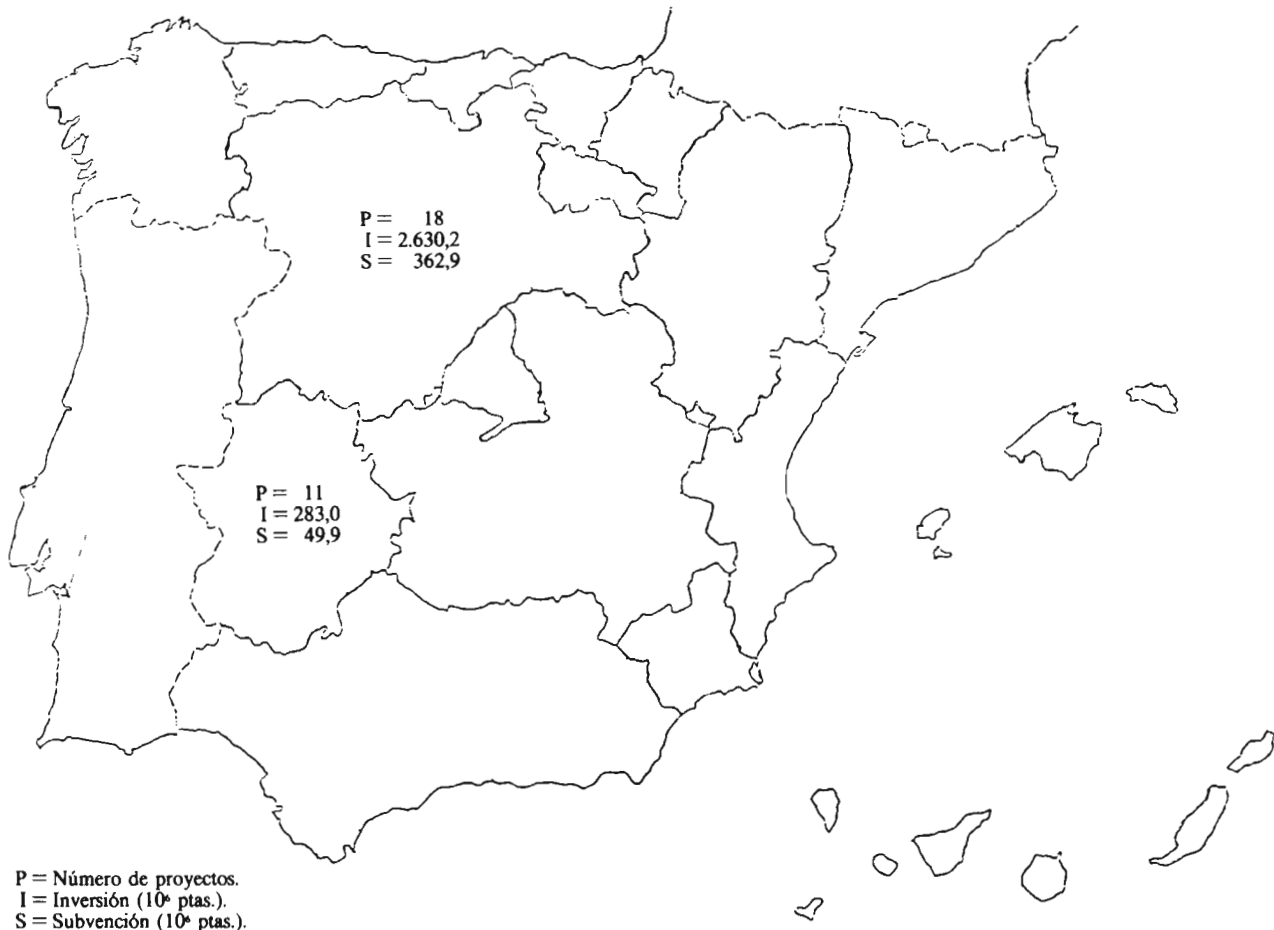 P = 18
I = 2.630,2
S = 362,9
P = 11
I = 283,0
S = 49,9
P = Número de proyectos.
I = Inversión (10⁶ ptas.).
S = Subvención (10⁶ ptas.).